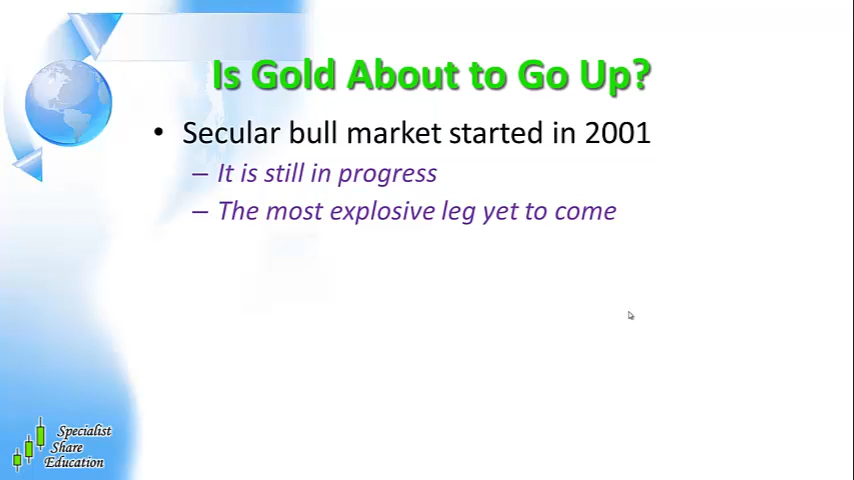 Is Gold About to Go Up?
• Secular bull market started in 2001
– It is still in progress
– The most explosive leg yet to come
Specialist
Share
Education